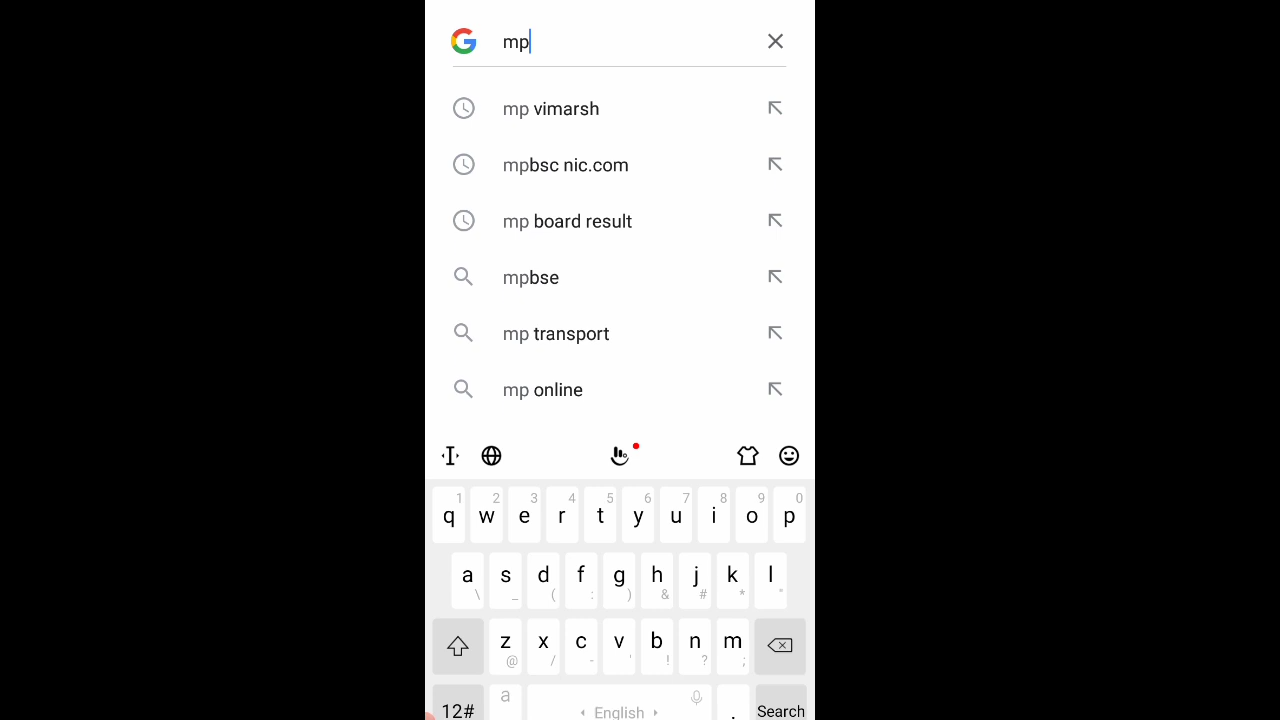 mp
mp vimarsh
mpbsc nic.com
mp board result
mpbse
mp transport
mp online
1 2 3 4 5 6 7 8 9 0
q w e r t y u i o p
a s d f g h j k l
\ _ ( : ) & # * °
z x c v b n m
@ / - ' ! ? ;
12# a English . Search